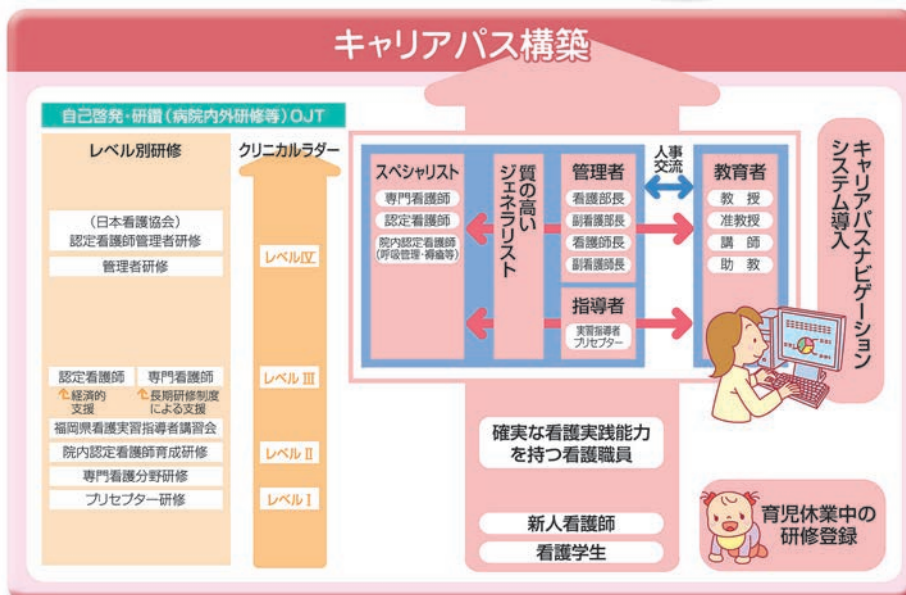 キャリアパス構築
自己啓発・研鑽(病院内外研修等)OJT
レベル別研修
(日本看護協会)
認定看護師管理者研修
管理者研修
認定看護師
専門看護師
経済的
支援
長期研修制度
による支援
福岡県看護実習指導者講習会
院内認定看護師育成研修
専門看護分野研修
プリセプター研修
クリニカルラダー
レベルⅣ
レベルⅢ
レベルⅡ
レベルⅠ
スペシャリスト
専門看護師
認定看護師
院内認定看護師
(呼吸管理・褥瘡等)
質の高い
ジェネラリスト
管理者
看護部長
副看護部長
看護師長
副看護師長
指導者
実習指導者
プリセプター
人事
交流
教育者
教 授
准教授
講 師
助 教
キャリアパスナビゲーション
システム導入
確実な看護実践能力
を持つ看護職員
新人看護師
看護学生
育児休業中の
研修登録